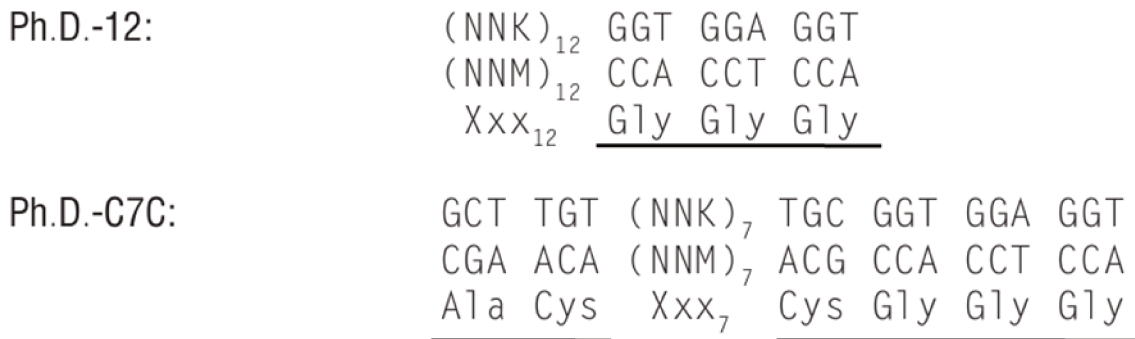 Ph.D.-12: (NNK)₁₂ GGT GGA GGT
(NNM)₁₂ CCA CCT CCA
Xxx₁₂ Gly Gly Gly
Ph.D.-C7C: GCT TGT (NNK)₇ TGC GGT GGA GGT
CGA ACA (NNM)₇ ACG CCA CCT CCA
Ala Cys Xxx₇ Cys Gly Gly Gly